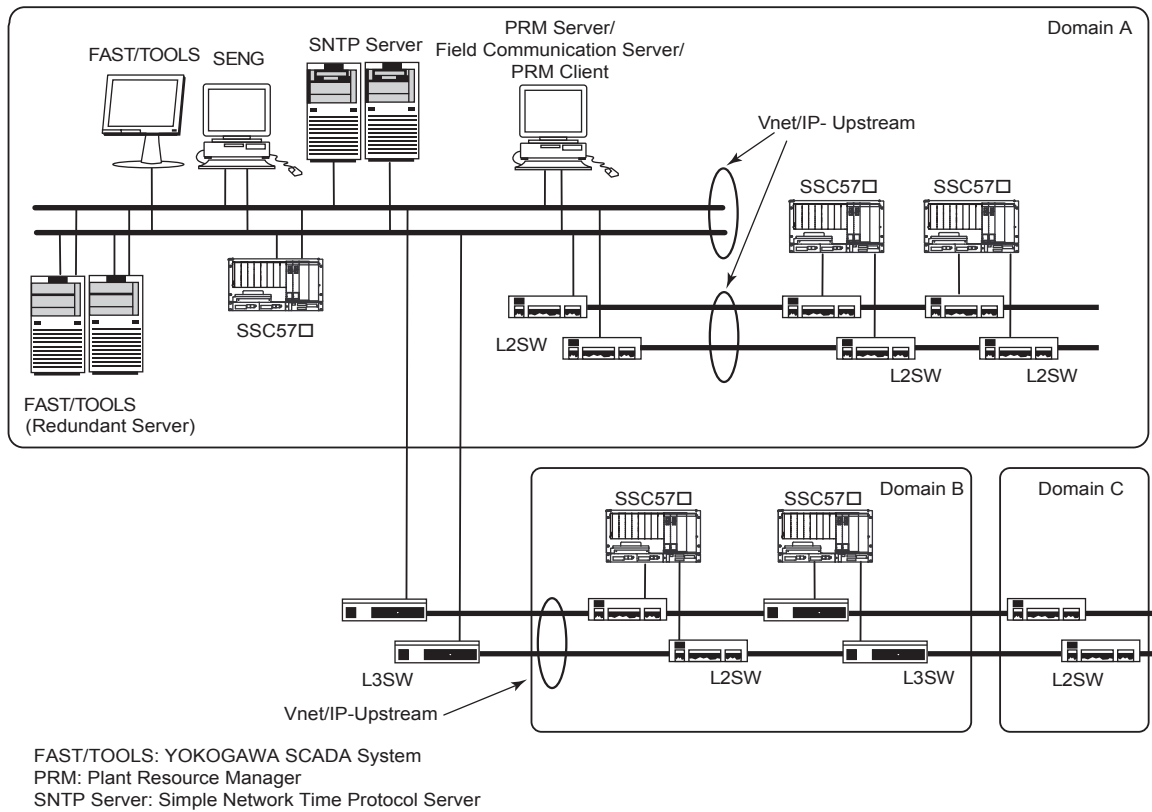 Domain A
PRM Server/
Field Communication Server/
PRM Client
SNTP Server
FAST/TOOLS
SENG
Vnet/IP- Upstream
SSC57□
SSC57□
SSC57□
L2SW
L2SW
L2SW
FAST/TOOLS
(Redundant Server)
Domain B
Domain C
SSC57□
SSC57□
L3SW
L2SW
L3SW
L2SW
Vnet/IP-Upstream
FAST/TOOLS: YOKOGAWA SCADA System
PRM: Plant Resource Manager
SNTP Server: Simple Network Time Protocol Server